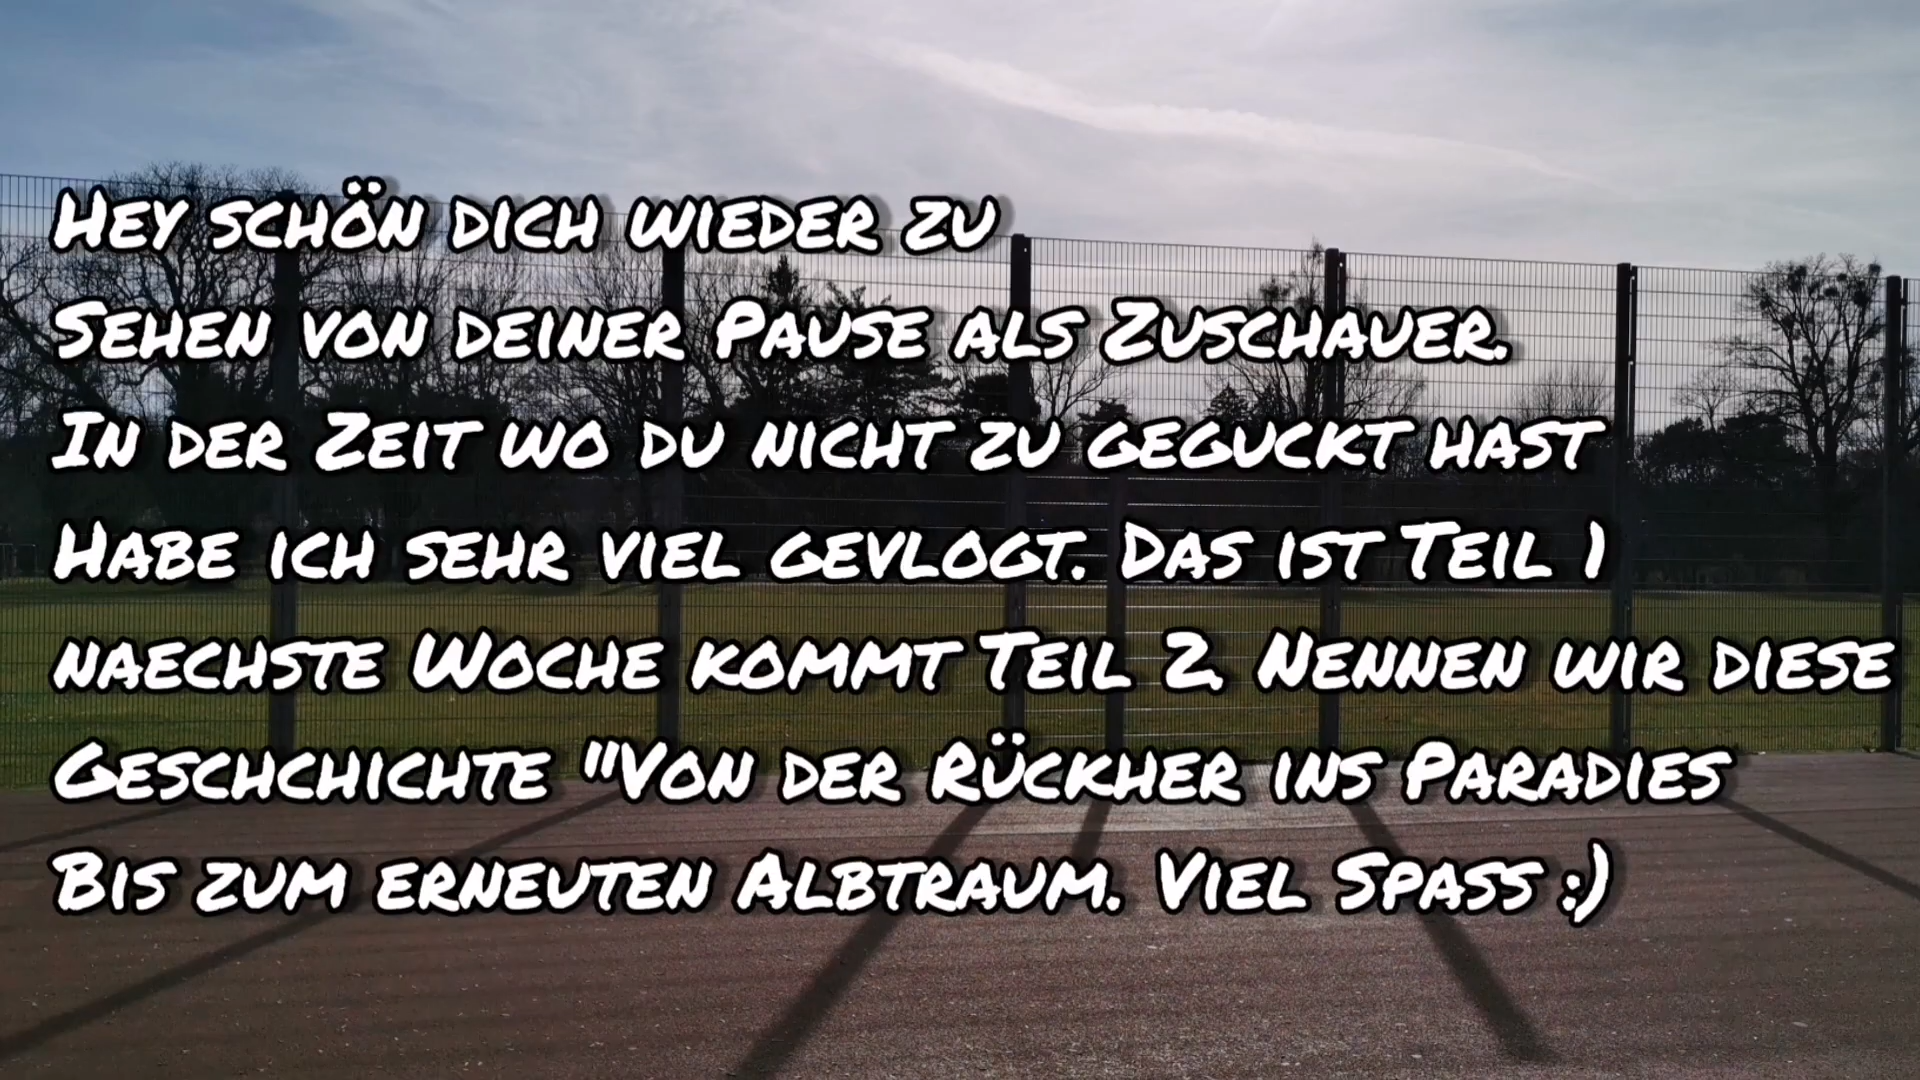 Hey schön dich wieder zu
Sehen von deiner Pause als Zuschauer.
In der Zeit wo du nicht zu geguckt hast
Habe ich sehr viel gevlogt. Das ist Teil 1
naechste Woche kommt Teil 2. Nennen wir diese
Geschchichte "Von der Rückher ins Paradies
Bis zum erneuten Albtraum. Viel Spass :)